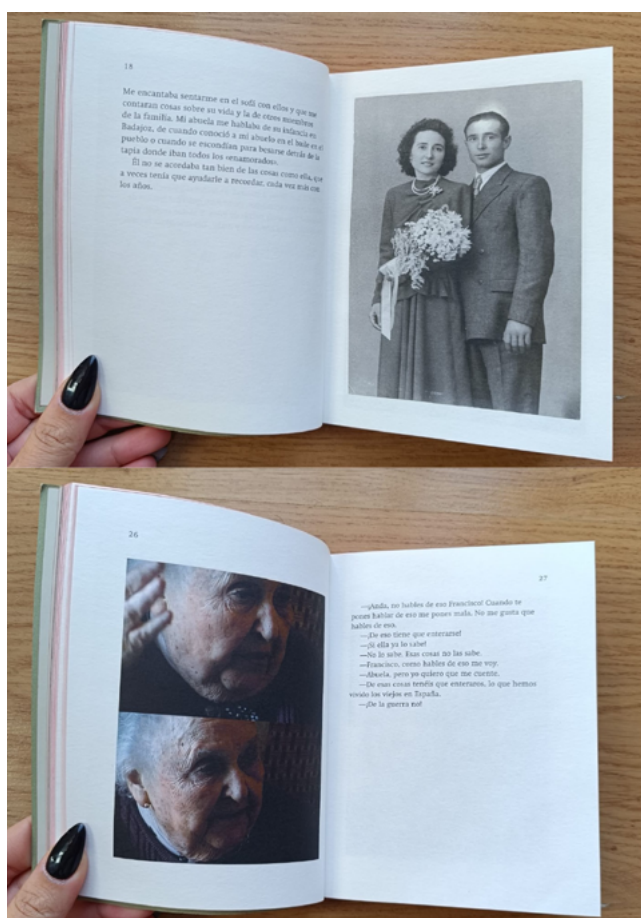 18
Me encantaba sentarme en el sofá con ellos y que me
contaran cosas sobre su vida y la de otros miembros
de la familia. Mi abuela me hablaba de su infancia en
Badajoz, de cuando conoció a mi abuelo en el baile en el
pueblo o cuando se escondían para besarse detrás de la
tapia donde iban todos los «enamorados».
Él no se acordaba tan bien de las cosas como ella, que
a veces tenía que ayudarle a recordar, cada vez más con
los años.
26
27
—¡Anda, no hables de eso Francisco! Cuando te
pones hablar de eso me pones mala. No me gusta que
hables de eso.
—¡De eso tiene que enterarse!
—¡Si ella ya lo sabe!
—No lo sabe. Esas cosas no las sabe.
—Francisco, como hables de eso me voy.
—Abuela, pero yo quiero que me cuente.
—De esas cosas tenéis que enteraros, lo que hemos
vivido los viejos en España.
—¡De la guerra no!